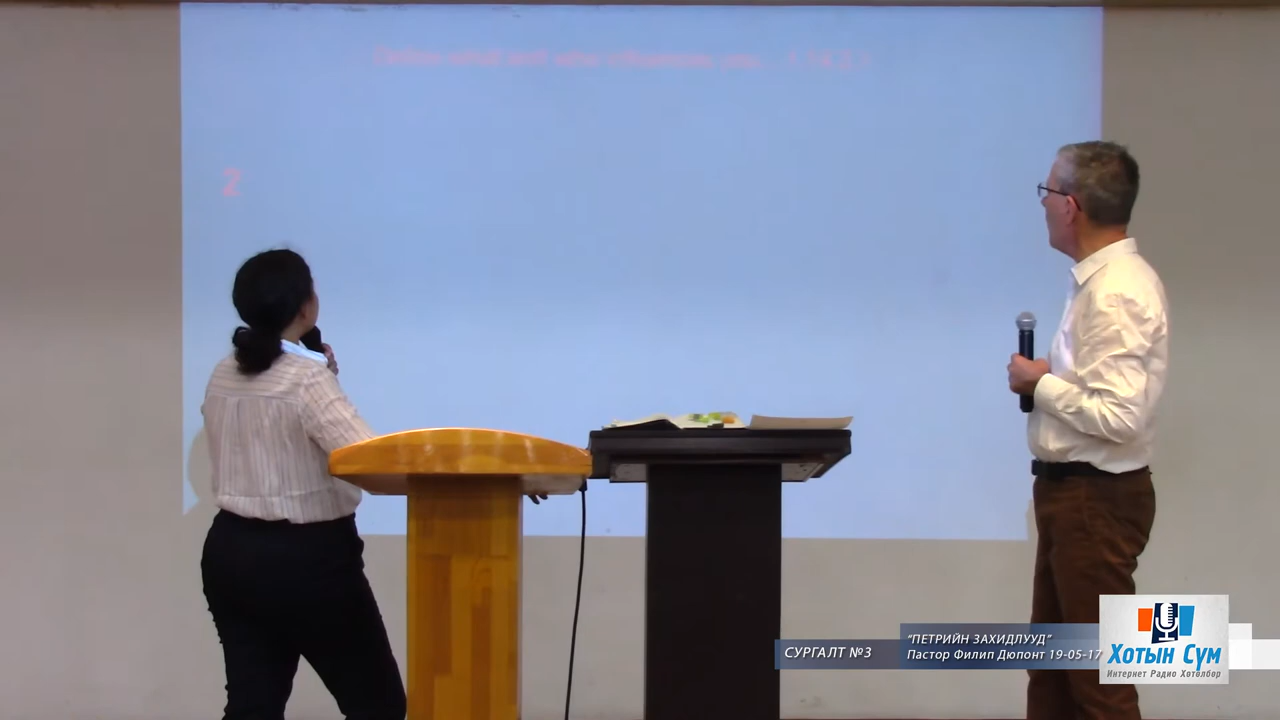 2
СУРГАЛТ №3
"ПЕТРИЙН ЗАХИДЛУУД"
Пастор Филип Дюпонт 19-05-17
Хотын Сүм
Интернет Радио Хөтөлбөр